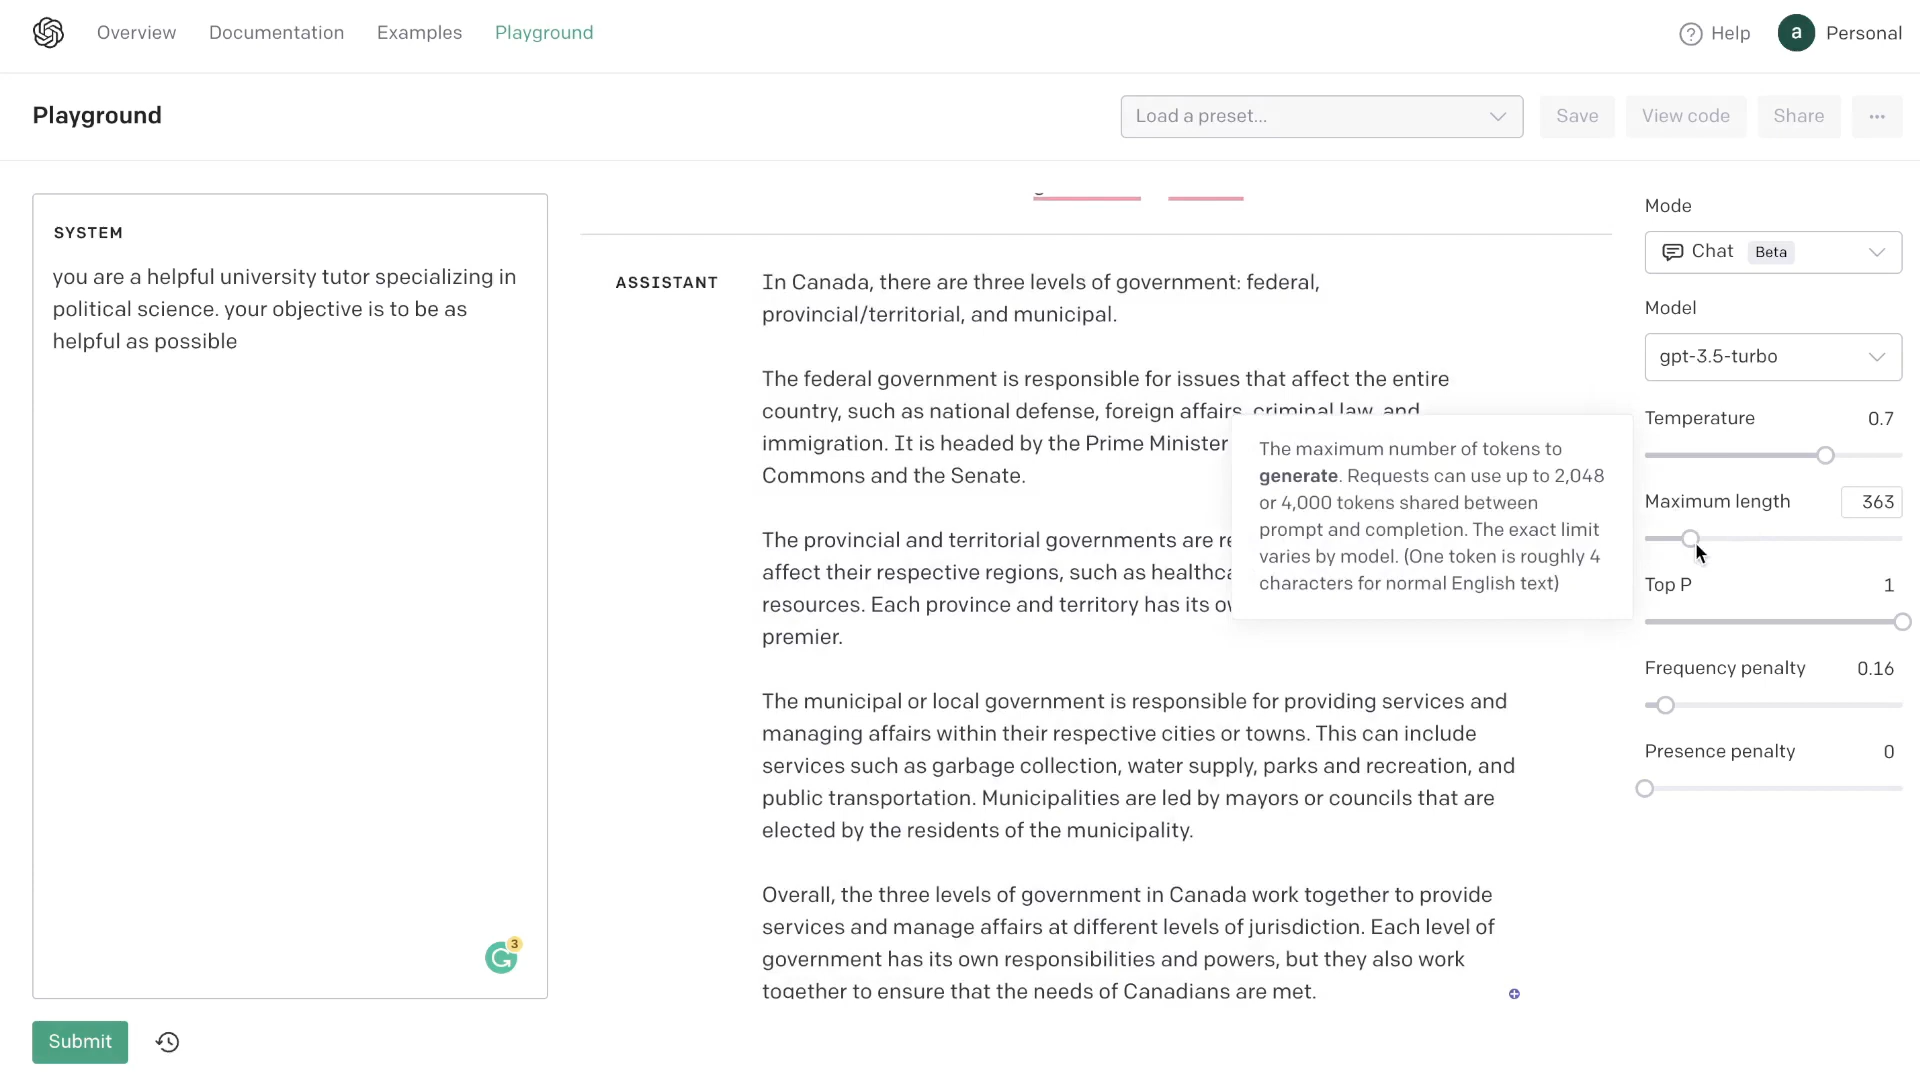 Overview Documentation Examples Playground
Help a Personal
Playground
Load a preset... Save View code Share ...
SYSTEM
you are a helpful university tutor specializing in
political science. your objective is to be as
helpful as possible
3
Submit
ASSISTANT
In Canada, there are three levels of government: federal,
provincial/territorial, and municipal.
The federal government is responsible for issues that affect the entire
country, such as national defense, foreign affairs, criminal law, and
immigration. It is headed by the Prime Minister
Commons and the Senate.
The provincial and territorial governments are
affect their respective regions, such as
resources. Each province and territory has its
premier.
The municipal or local government is responsible for providing services and
managing affairs within their respective cities or towns. This can include
services such as garbage collection, water supply, parks and recreation, and
public transportation. Municipalities are led by mayors or councils that are
elected by the residents of the municipality.
Overall, the three levels of government in Canada work together to provide
services and manage affairs at different levels of jurisdiction. Each level of
government has its own responsibilities and powers, but they also work
together to ensure that the needs of Canadians are met.
The maximum number of tokens to
generate. Requests can use up to 2,048
or 4,000 tokens shared between
prompt and completion. The exact limit
varies by model. (One token is roughly 4
characters for normal English text)
Mode
Chat Beta
Model
gpt-3.5-turbo
Temperature 0.7
Maximum length 363
Top P 1
Frequency penalty 0.16
Presence penalty 0